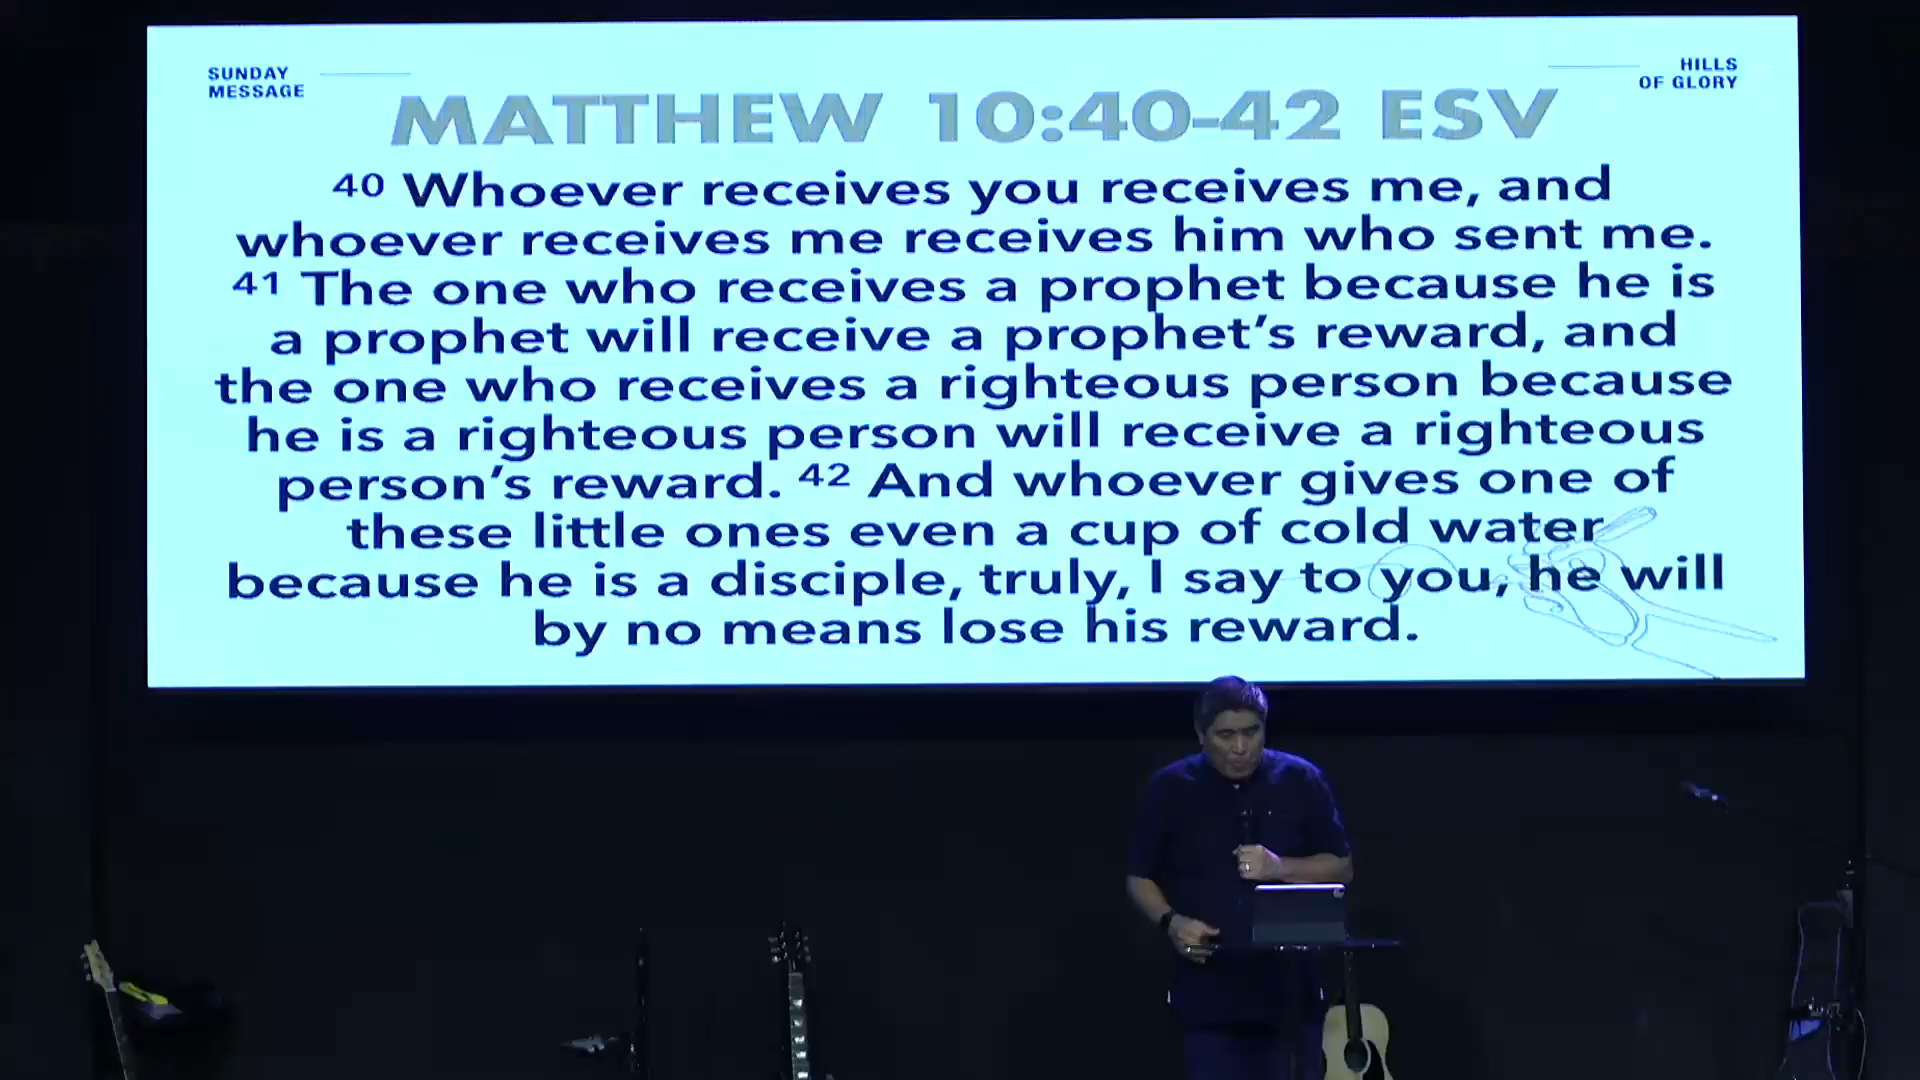 SUNDAY
MESSAGE
HILLS
OF GLORY
MATTHEW 10:40-42 ESV
40 Whoever receives you receives me, and
whoever receives me receives him who sent me.
41 The one who receives a prophet because he is
a prophet will receive a prophet’s reward, and
the one who receives a righteous person because
he is a righteous person will receive a righteous
person’s reward. 42 And whoever gives one of
these little ones even a cup of cold water
because he is a disciple, truly, I say to you, he will
by no means lose his reward.